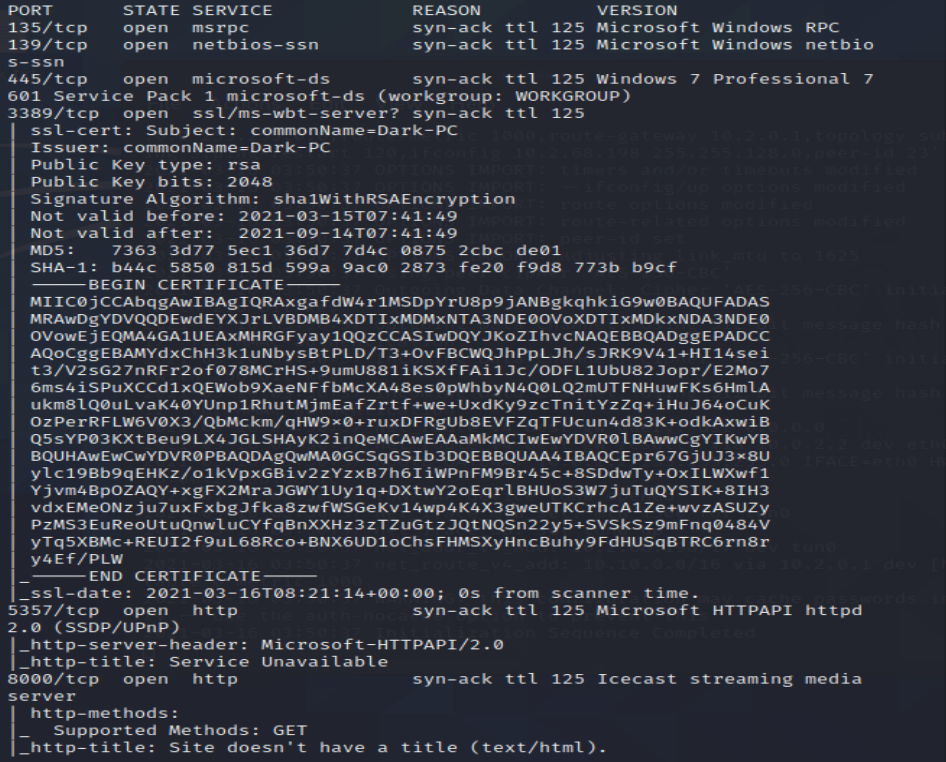 PORT STATE SERVICE REASON VERSION
135/tcp open msrpc syn-ack ttl 125 Microsoft Windows RPC
139/tcp open netbios-ssn syn-ack ttl 125 Microsoft Windows netbio
s-ssn
445/tcp open microsoft-ds syn-ack ttl 125 Windows 7 Professional 7
601 Service Pack 1 microsoft-ds (workgroup: WORKGROUP)
3389/tcp open ssl/ms-wbt-server? syn-ack ttl 125
| ssl-cert: Subject: commonName=Dark-PC
| Issuer: commonName=Dark-PC
| Public Key type: rsa
| Public Key bits: 2048
| Signature Algorithm: sha1WithRSAEncryption
| Not valid before: 2021-03-15T07:41:49
| Not valid after: 2021-09-14T07:41:49
| MD5: 7363 3d77 5ec1 36d7 7d4c 0875 2cbc de01
| SHA-1: b44c 5850 815d 599a 9ac0 2873 fe20 f9d8 773b b9cf
| -----BEGIN CERTIFICATE-----
| MIIC0jCCAbqgAwIBAgIQRAxgafdW4r1MSDpYrU8p9jANBgkqhkiG9w0BAQUFADAS
| MRAwDgYDVQQDEwdEYXJrLVBDMB4XDTIxMDMxNTA3NDE0OVoXDTIxMDkxNDA3NDE0
| OVowEjEQMA4GA1UEAxMHRGFyay1QQzCCASIwDQYJKoZIhvcNAQEBBQADggEPADCC
| AQoCggEBAMYdxChH3k1uNbysBtPLD/T3+OvFBCWQJhPpLJh/sJRK9V41+HI14sei
| t3/V2sG27nRFr2of078MCrHS+9umU881iKSXfFAi1Jc/ODFL1UbU82Jopr/E2Mo7
| 6ms4iSPuXCCd1xQEWob9XaeNFfbMcXA48es0pWhbyN4Q0LQ2mUTFNHuwFKs6HmlA
| ukm8lQ0uLvaK40YUnp1RhutMjmEafZrtf+we+UxdKy9zcTnitYzZq+iHuJ64oCuK
| OzPerRFLW6V0X3/QbMckm/qHW9×0+ruxDFRgUb8EVFZqTFUcun4d83K+odkAxwiB
| Q5sYP03KXtBeu9LX4JGLSHAyK2inQeMCAwEAAaMkMCIwEwYDVR0lBAwwCgYIKwYB
| BQUHAwEwCwYDVR0PBAQDAgQwMA0GCSqGSIb3DQEBBQUAA4IBAQCEpr67GjUJ3×8U
| ylc19Bb9qEHKz/o1kVpxGBiv2zYzxB7h6IiWPnFM9Br45c+8SDdwTy+OxILWXwf1
| Yjvm4BpOZAQY+xgFX2MraJGWY1Uy1q+DXtwY2oEqrlBHUoS3W7juTuQYSIK+8IH3
| vdxEMeONzju7uxFxbgJfka8zwfWSGeKv14wp4K4X3gweUTKCrhcA1Ze+wvzASUZy
| PzMS3EuReoUtuQnwluCYfqBnXXHz3zTZuGtzJQtNQSn22y5+SVSkSz9mFnq0484V
| yTq5XBMc+REUI2f9uL68Rco+BNX6UD1oChsFHMSXyHncBuhy9FdHUSqBTRC6rn8r
| y4Ef/PLW
|_-----END CERTIFICATE-----
|_ssl-date: 2021-03-16T08:21:14+00:00; 0s from scanner time.
5357/tcp open http syn-ack ttl 125 Microsoft HTTPAPI httpd
2.0 (SSDP/UPnP)
|_http-server-header: Microsoft-HTTPAPI/2.0
|_http-title: Service Unavailable
8000/tcp open http syn-ack ttl 125 Icecast streaming media
server
| http-methods:
|_ Supported Methods: GET
|_http-title: Site doesn't have a title (text/html).